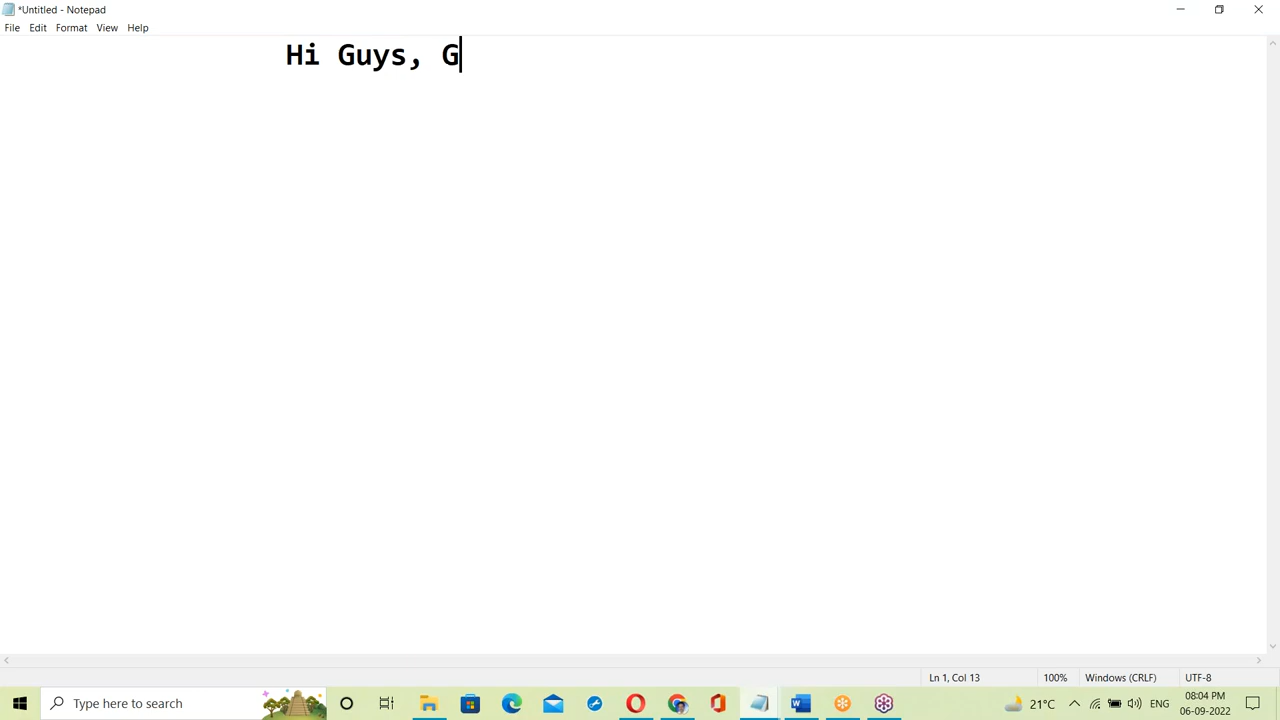 *Untitled - Notepad
File Edit Format View Help
Hi Guys, G
Ln 1, Col 13 100% Windows (CRLF) UTF-8
Type here to search 21°C ENG 08:04 PM
06-09-2022